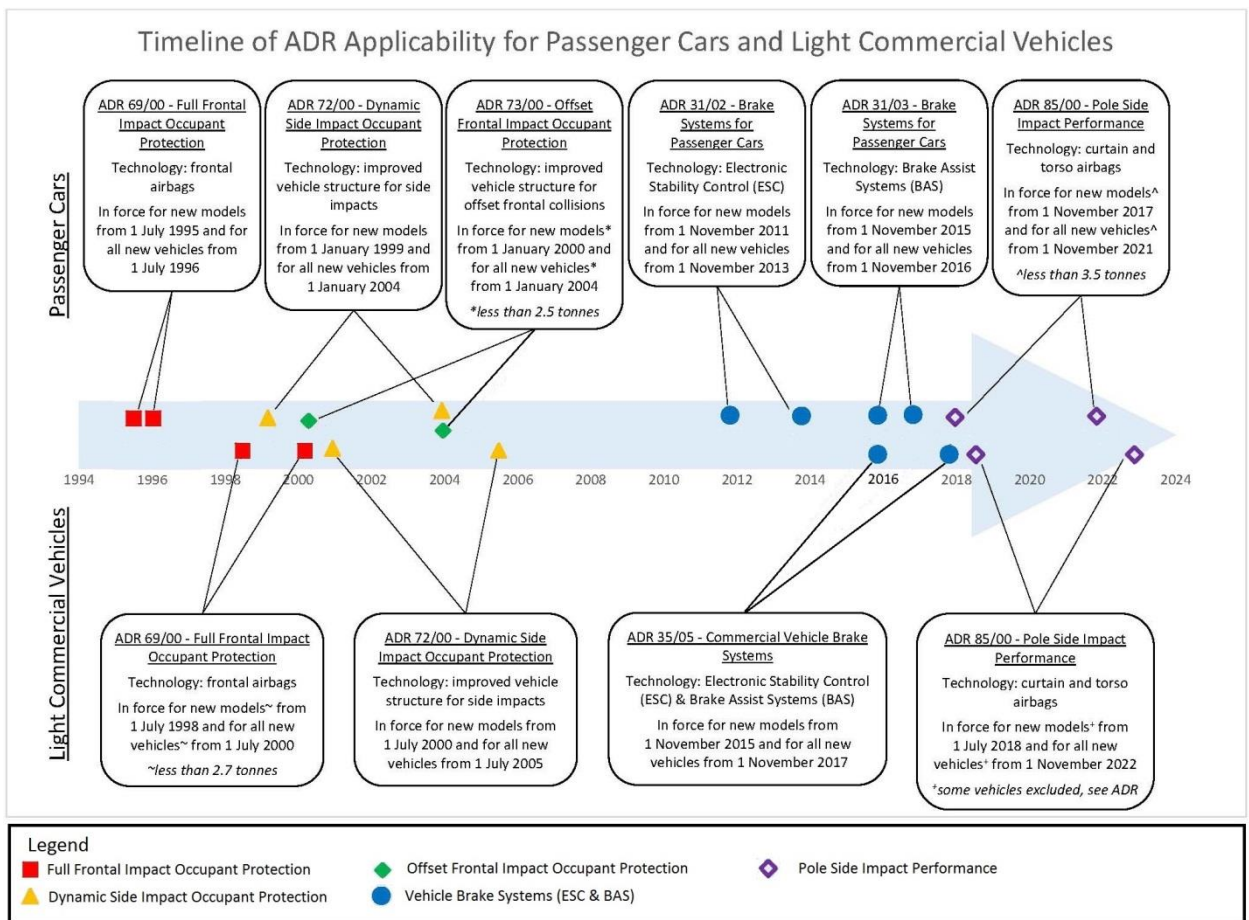 Timeline of ADR Applicability for Passenger Cars and Light Commercial Vehicles
Passenger Cars
ADR 69/00 - Full Frontal
Impact Occupant
Protection
Technology: frontal
airbags
In force for new models
from 1 July 1995 and for
all new vehicles from
1 July 1996
ADR 72/00 - Dynamic
Side Impact Occupant
Protection
Technology: improved
vehicle structure for side
impacts
In force for new models
from 1 January 1999 and
for all new vehicles from
1 January 2004
ADR 73/00 - Offset
Frontal Impact Occupant
Protection
Technology: improved
vehicle structure for
offset frontal collisions
In force for new models*
from 1 January 2000 and
for all new vehicles*
from 1 January 2004
*less than 2.5 tonnes
ADR 31/02 - Brake
Systems for
Passenger Cars
Technology: Electronic
Stability Control (ESC)
In force for new models
from 1 November 2011
and for all new vehicles
from 1 November 2013
ADR 31/03 - Brake
Systems for
Passenger Cars
Technology: Brake Assist
Systems (BAS)
In force for new models
from 1 November 2015
and for all new vehicles
from 1 November 2016
ADR 85/00 - Pole Side
Impact Performance
Technology: curtain and
torso airbags
In force for new models^
from 1 November 2017
and for all new vehicles^
from 1 November 2021
^less than 3.5 tonnes
1994 1996 1998 2000 2002 2004 2006 2008 2010 2012 2014 2016 2018 2020 2022 2024
Light Commercial Vehicles
ADR 69/00 - Full Frontal Impact
Occupant Protection
Technology: frontal airbags
In force for new models~ from
1 July 1998 and for all new
vehicles~ from 1 July 2000
~less than 2.7 tonnes
ADR 72/00 - Dynamic Side
Impact Occupant Protection
Technology: improved vehicle
structure for side impacts
In force for new models from
1 July 2000 and for all new
vehicles from 1 July 2005
ADR 35/05 - Commercial Vehicle Brake
Systems
Technology: Electronic Stability Control
(ESC) & Brake Assist Systems (BAS)
In force for new models from
1 November 2015 and for all new
vehicles from 1 November 2017
ADR 85/00 - Pole Side Impact
Performance
Technology: curtain and torso
airbags
In force for new models⁺ from
1 July 2018 and for all new
vehicles⁺ from 1 November 2022
⁺some vehicles excluded, see ADR
Legend
Full Frontal Impact Occupant Protection
Offset Frontal Impact Occupant Protection
Pole Side Impact Performance
Dynamic Side Impact Occupant Protection
Vehicle Brake Systems (ESC & BAS)